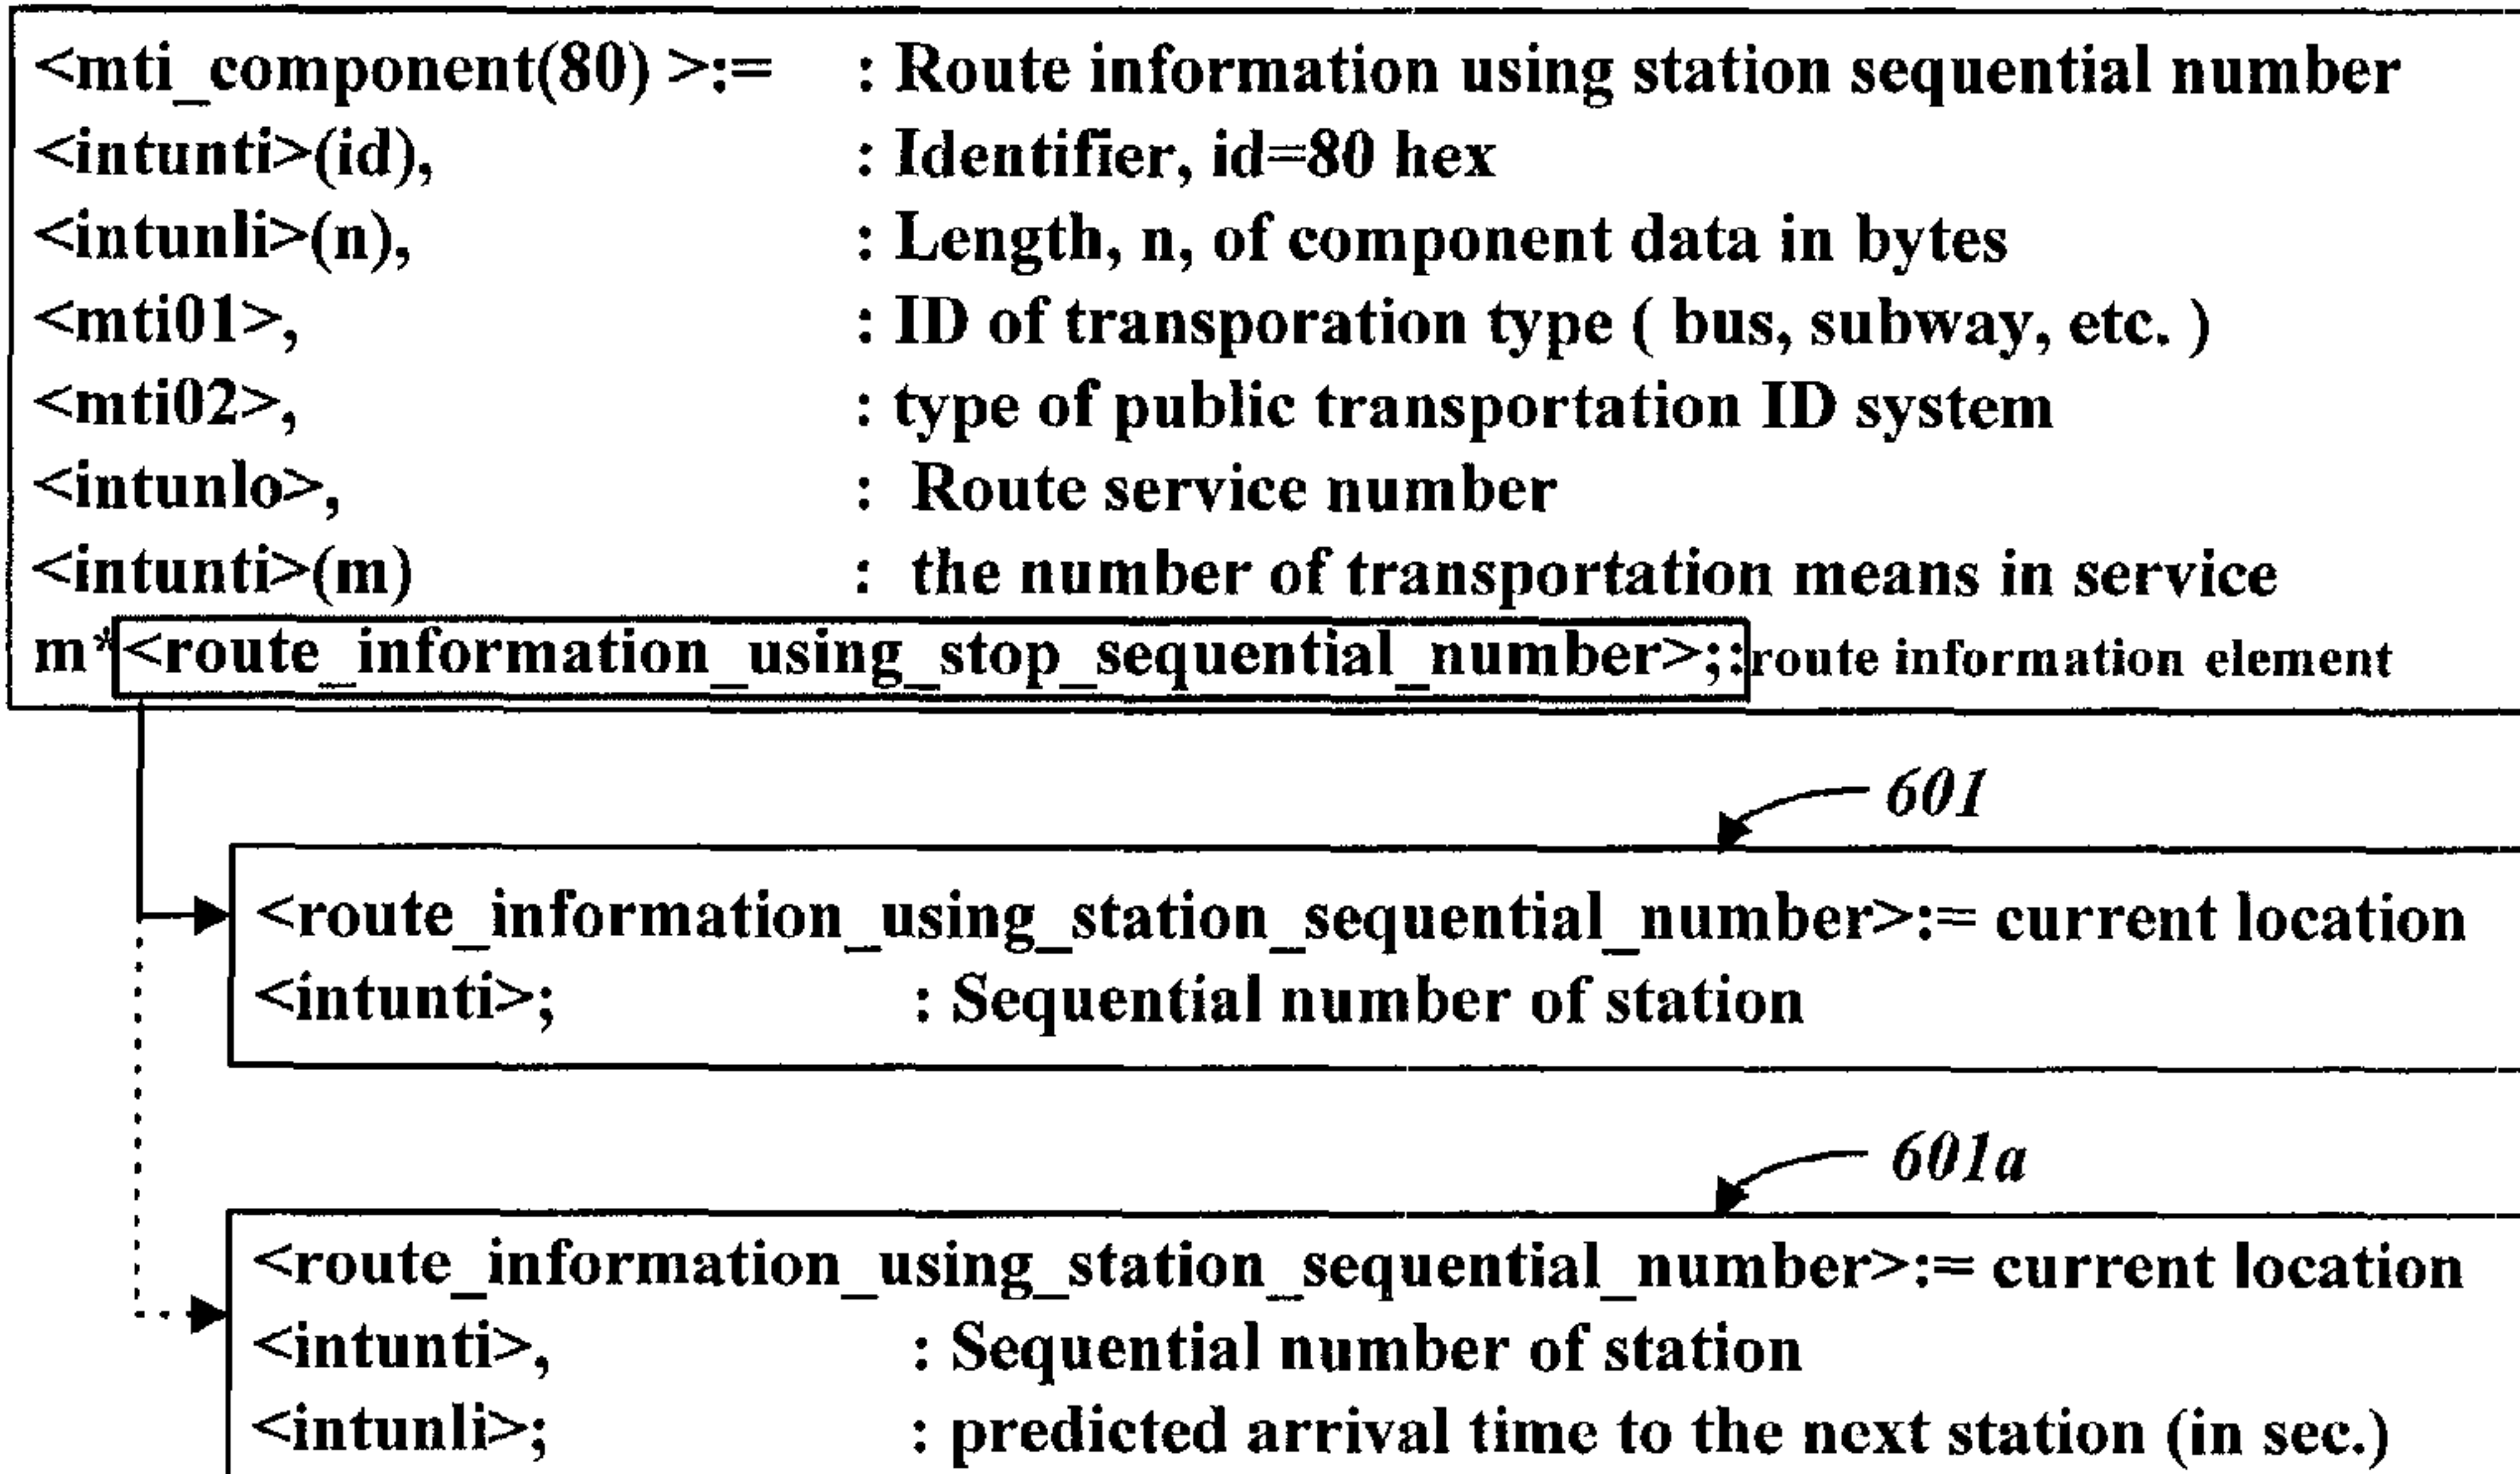 <mti_component(80) >:= : Route information using station sequential number
<intunti>(id), : Identifier, id=80 hex
<intunli>(n), : Length, n, of component data in bytes
<mti01>, : ID of transporation type ( bus, subway, etc. )
<mti02>, : type of public transportation ID system
<intunlo>, : Route service number
<intunti>(m) : the number of transportation means in service
m*<route_information_using_stop_sequential_number>;:route information element
601
<route_information_using_station_sequential_number>:= current location
<intunti>; : Sequential number of station
601a
<route_information_using_station_sequential_number>:= current location
<intunti>, : Sequential number of station
<intunli>; : predicted arrival time to the next station (in sec.)